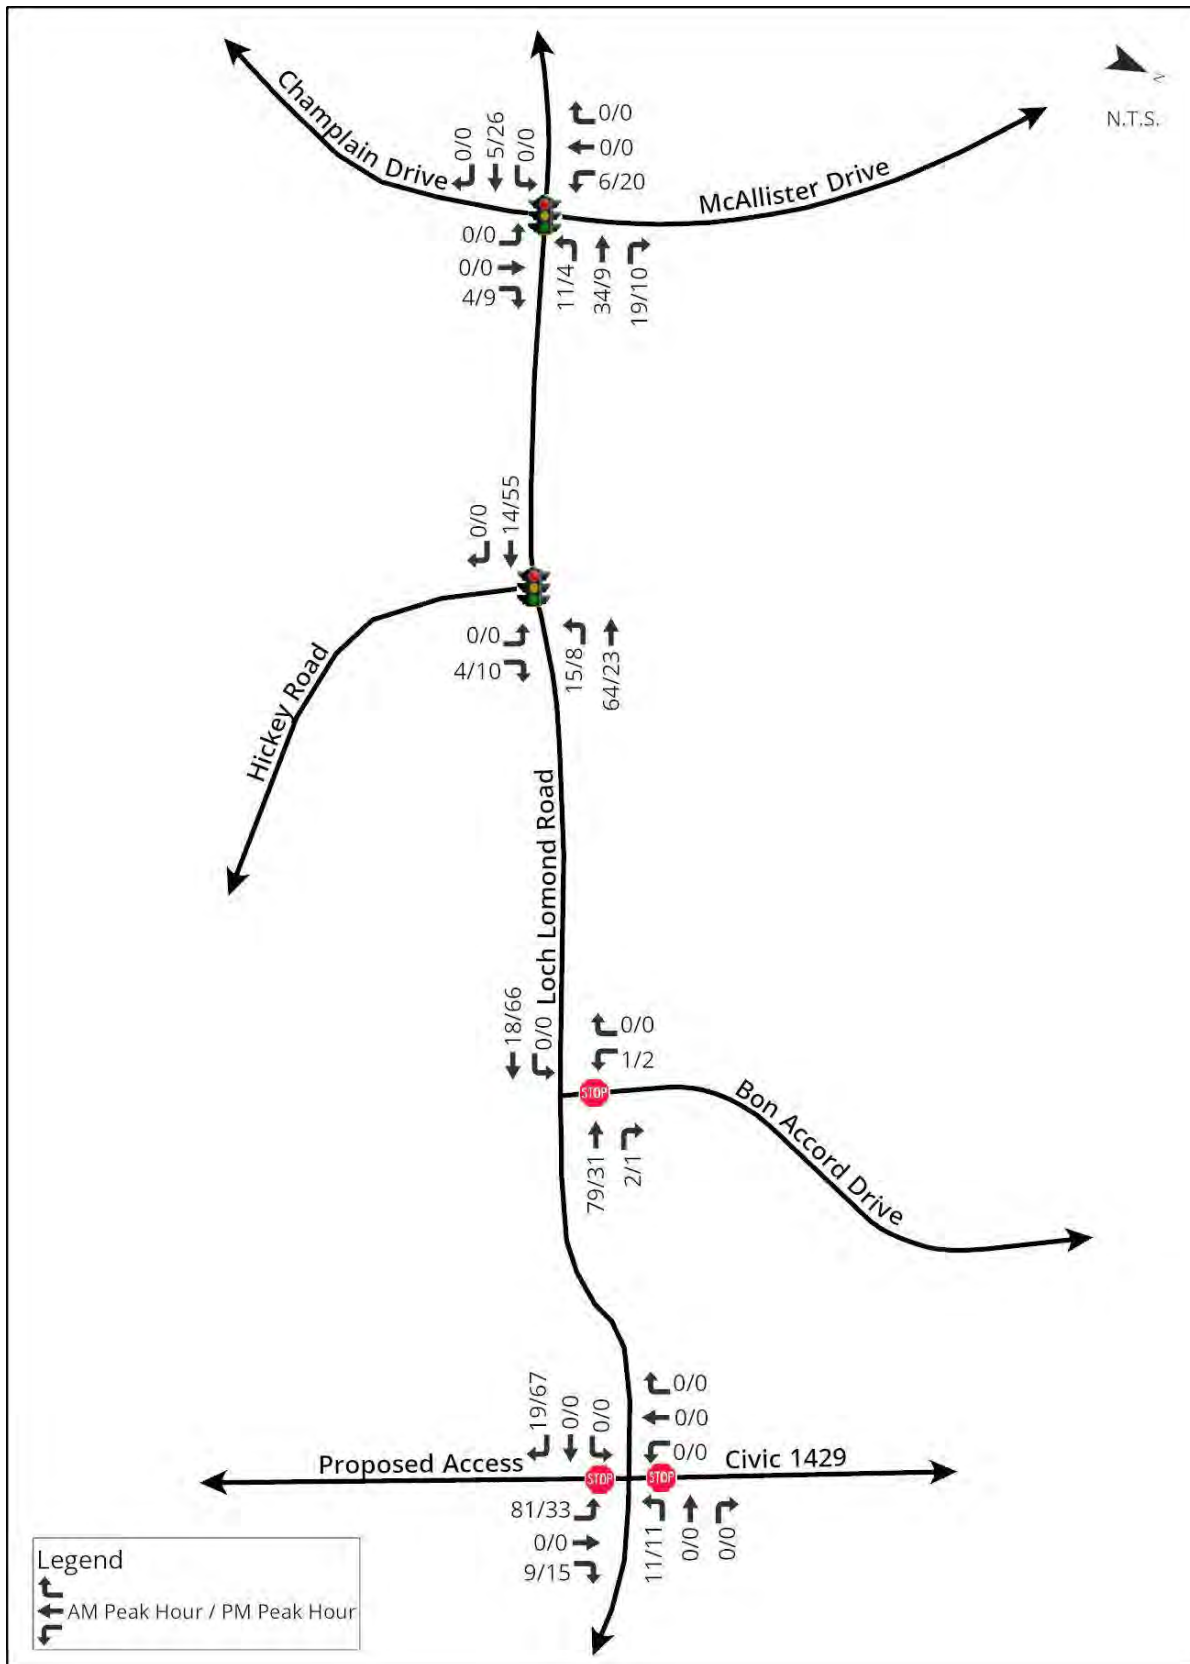 N
N.T.S.
Champlain Drive
McAllister Drive
0/0
5/26
0/0
0/0
0/0
6/20
0/0
0/0
4/9
11/4
34/9
19/10
0/0
14/55
0/0
4/10
15/8
64/23
Hickey Road
Loch Lomond Road
18/66
0/0
0/0
1/2
STOP
79/31
2/1
Bon Accord Drive
19/67
0/0
0/0
0/0
0/0
0/0
Proposed Access
STOP
STOP
Civic 1429
81/33
0/0
9/15
11/11
0/0
0/0
Legend
AM Peak Hour / PM Peak Hour